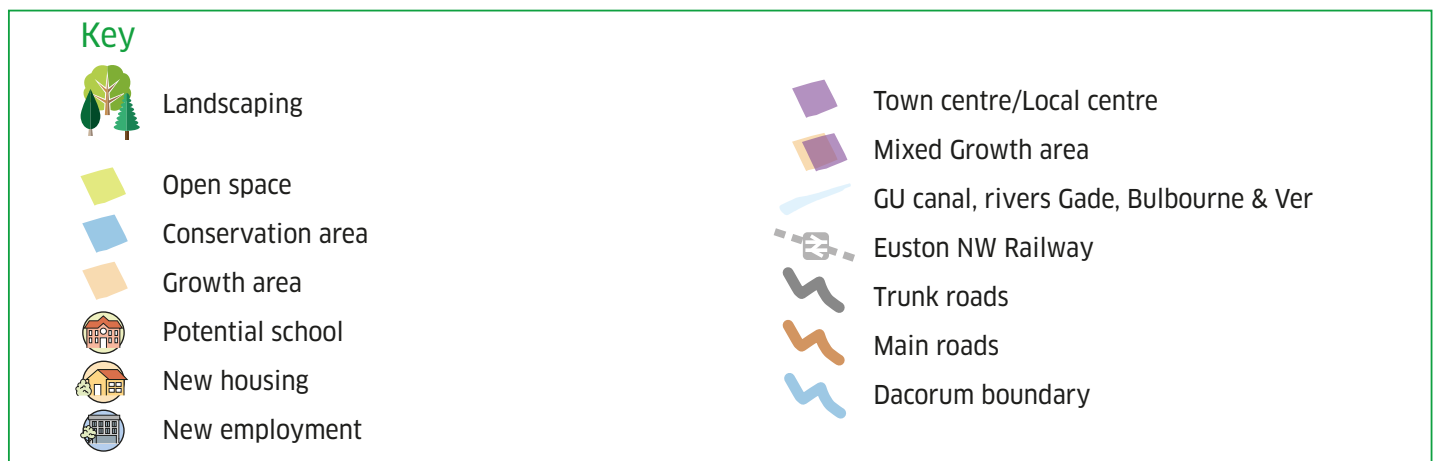 Key
Landscaping
Open space
Conservation area
Growth area
Potential school
New housing
New employment
Town centre/Local centre
Mixed Growth area
GU canal, rivers Gade, Bulbourne & Ver
Euston NW Railway
Trunk roads
Main roads
Dacorum boundary